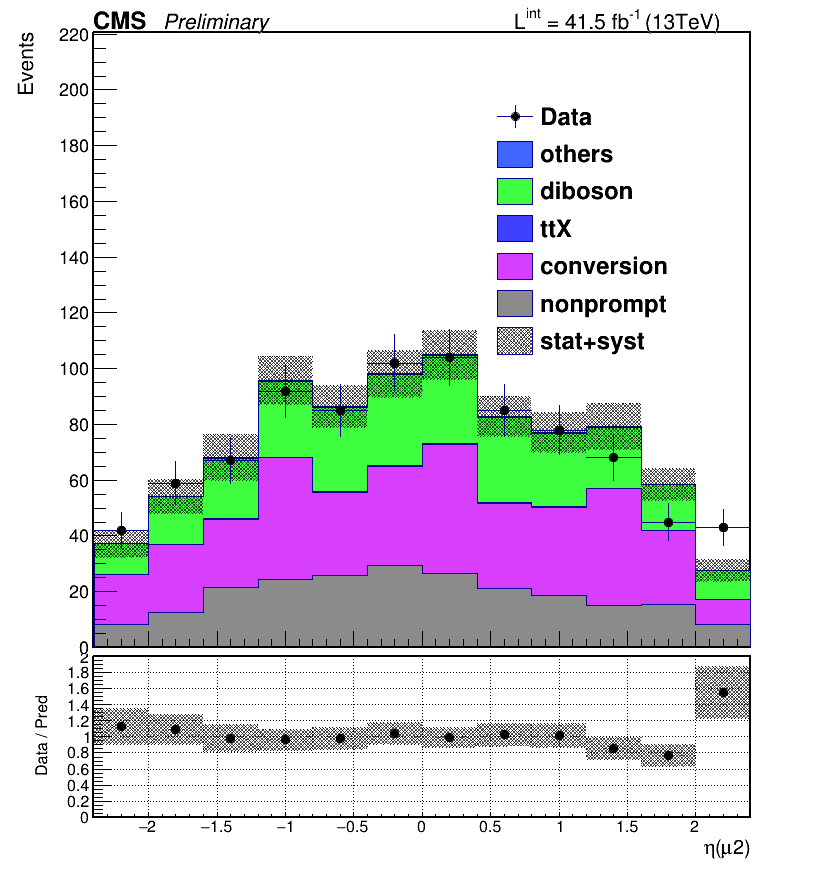 CMS Preliminary L^int = 41.5 fb^-1 (13TeV)
Events
220
200
180
160
140
120
100
80
60
40
20
0
Data
others
diboson
ttX
conversion
nonprompt
stat+syst
Data / Pred
2
1.8
1.6
1.4
1.2
1
0.8
0.6
0.4
0.2
0
−2 −1.5 −1 −0.5 0 0.5 1 1.5 2
η(μ2)